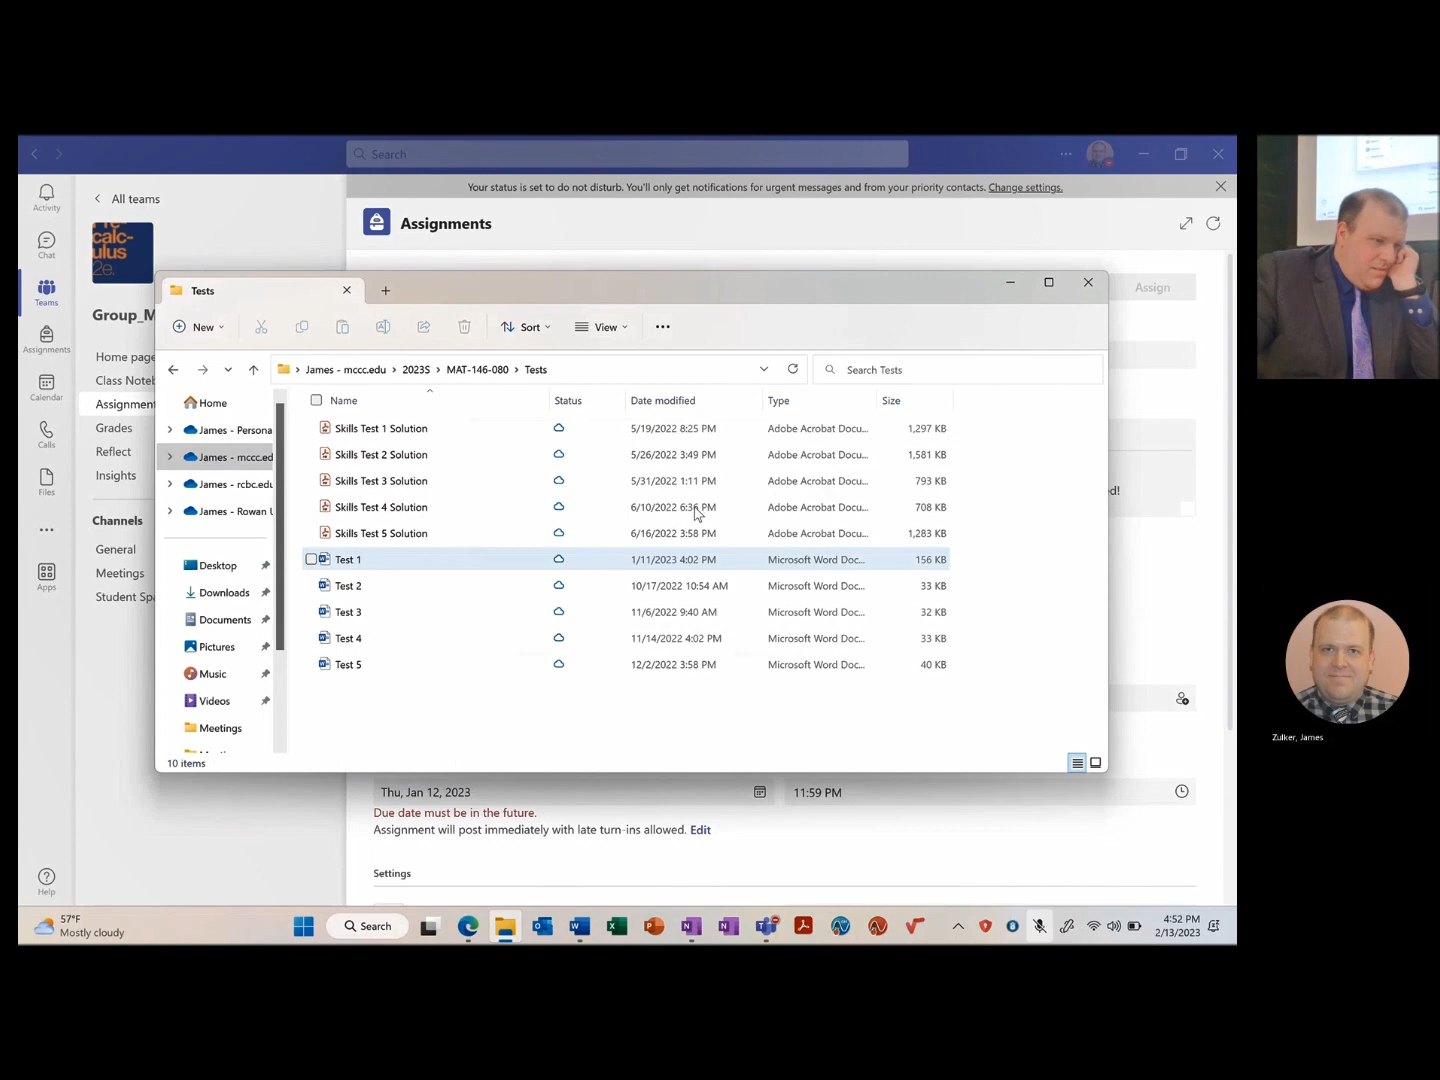 Search
Your status is set to do not disturb. You'll only get notifications for urgent messages and from your priority contacts. Change settings.
Activity
Chat
Teams
Assignments
Calendar
Calls
Files
Apps
Help
All teams
calc-
ulus
2e.
Group_M
Home page
Class Noteb
Assignment
Grades
Reflect
Insights
Channels
General
Meetings
Student Spa
Assignments
Assign
ed!
Tests
New
Sort
View
James - mccc.edu > 2023S > MAT-146-080 > Tests
Search Tests
Home
James - Persona
James - mccc.ed
James - rcbc.edu
James - Rowan U
Desktop
Downloads
Documents
Pictures
Music
Videos
Meetings
Name Status Date modified Type Size
Skills Test 1 Solution 5/19/2022 8:25 PM Adobe Acrobat Docu... 1,297 KB
Skills Test 2 Solution 5/26/2022 3:49 PM Adobe Acrobat Docu... 1,581 KB
Skills Test 3 Solution 5/31/2022 1:11 PM Adobe Acrobat Docu... 793 KB
Skills Test 4 Solution 6/10/2022 6:36 PM Adobe Acrobat Docu... 708 KB
Skills Test 5 Solution 6/16/2022 3:58 PM Adobe Acrobat Docu... 1,283 KB
Test 1 1/11/2023 4:02 PM Microsoft Word Doc... 156 KB
Test 2 10/17/2022 10:54 AM Microsoft Word Doc... 33 KB
Test 3 11/6/2022 9:40 AM Microsoft Word Doc... 32 KB
Test 4 11/14/2022 4:02 PM Microsoft Word Doc... 33 KB
Test 5 12/2/2022 3:58 PM Microsoft Word Doc... 40 KB
10 items
Thu, Jan 12, 2023 11:59 PM
Due date must be in the future.
Assignment will post immediately with late turn-ins allowed. Edit
Settings
57°F
Mostly cloudy
Search
4:52 PM
2/13/2023
Zulker, James